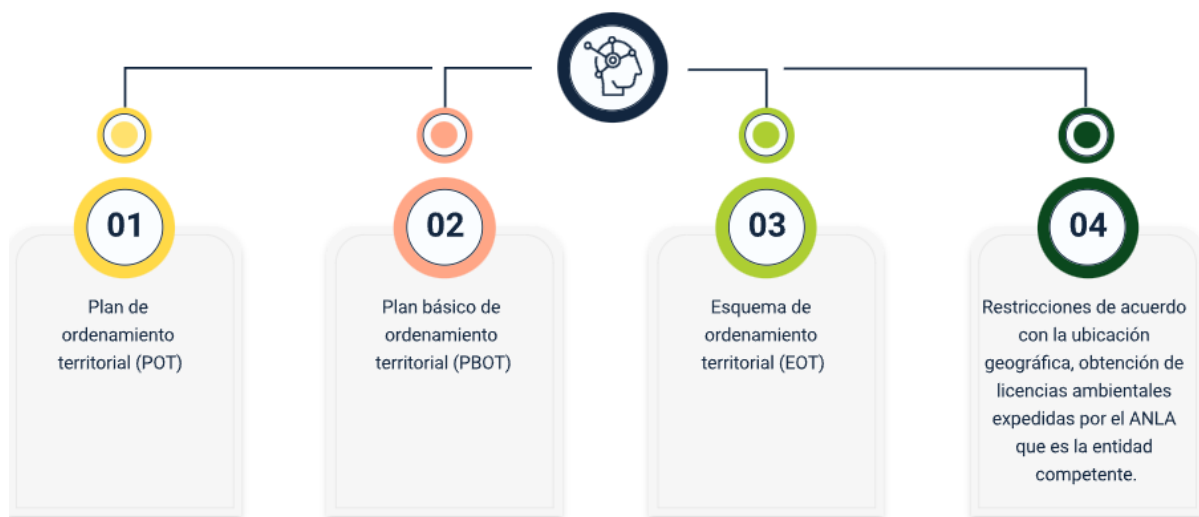 01
Plan de
ordenamiento
territorial (POT)
02
Plan básico de
ordenamiento
territorial (PBOT)
03
Esquema de
ordenamiento
territorial (EOT)
04
Restricciones de acuerdo
con la ubicación
geográfica, obtención de
licencias ambientales
expedidas por el ANLA
que es la entidad
competente.